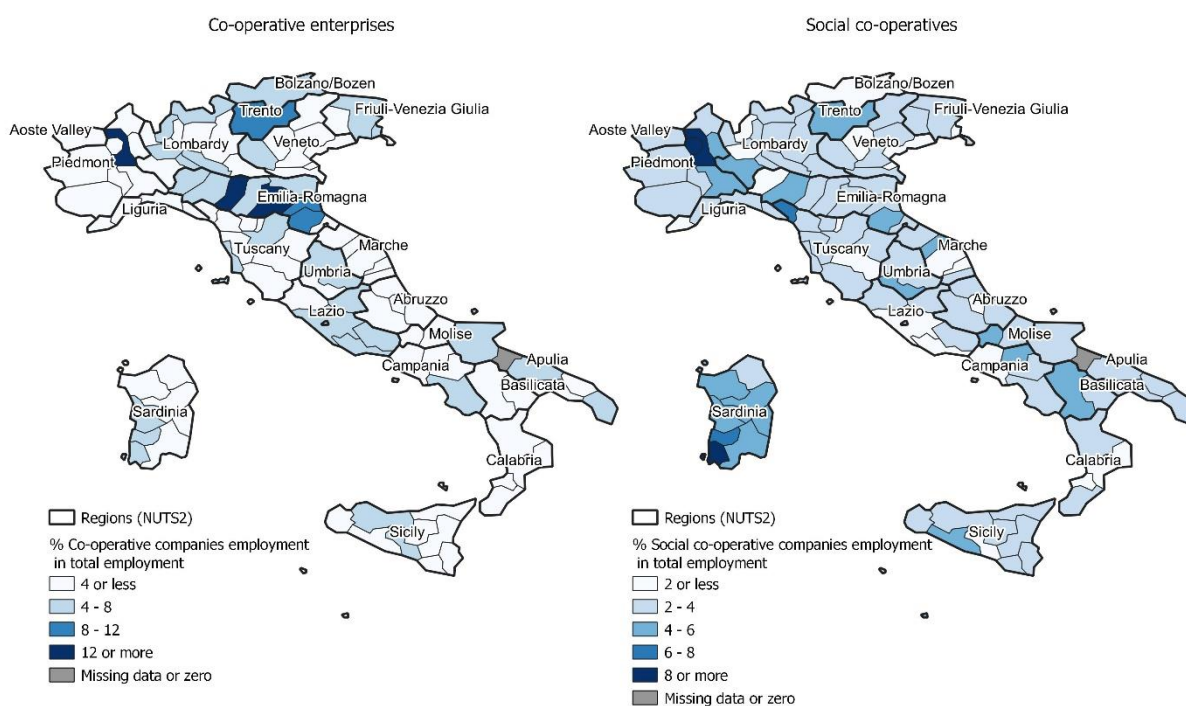 Co-operative enterprises
Bolzano/Bozen
Trento
Friuli-Venezia Giulia
Aoste Valley
Lombardy
Veneto
Piedmont
Emilia-Romagna
Liguria
Tuscany
Marche
Umbria
Abruzzo
Lazio
Molise
Campania
Apulia
Basilicata
Sardinia
Calabria
Sicily
Regions (NUTS2)
% Co-operative companies employment
in total employment
4 or less
4 - 8
8 - 12
12 or more
Missing data or zero
Social co-operatives
Bolzano/Bozen
Trento
Friuli-Venezia Giulia
Aoste Valley
Lombardy
Veneto
Piedmont
Emilia-Romagna
Liguria
Tuscany
Marche
Umbria
Abruzzo
Lazio
Molise
Campania
Apulia
Basilicata
Sardinia
Calabria
Sicily
Regions (NUTS2)
% Social co-operative companies employment
in total employment
2 or less
2 - 4
4 - 6
6 - 8
8 or more
Missing data or zero